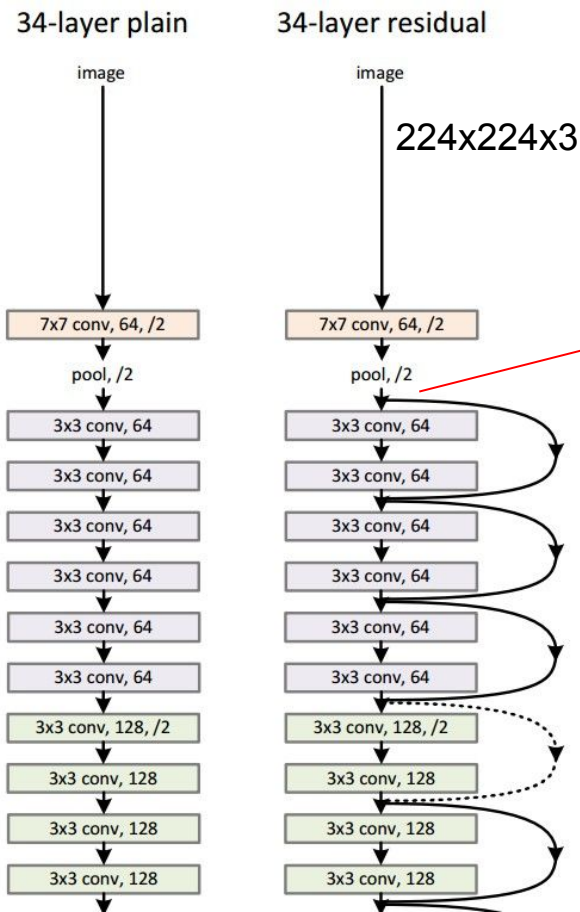 34-layer plain
image
7x7 conv, 64, /2
pool, /2
3x3 conv, 64
3x3 conv, 64
3x3 conv, 64
3x3 conv, 64
3x3 conv, 64
3x3 conv, 64
3x3 conv, 128, /2
3x3 conv, 128
3x3 conv, 128
3x3 conv, 128
34-layer residual
image
224x224x3
7x7 conv, 64, /2
pool, /2
3x3 conv, 64
3x3 conv, 64
3x3 conv, 64
3x3 conv, 64
3x3 conv, 64
3x3 conv, 64
3x3 conv, 128, /2
3x3 conv, 128
3x3 conv, 128
3x3 conv, 128